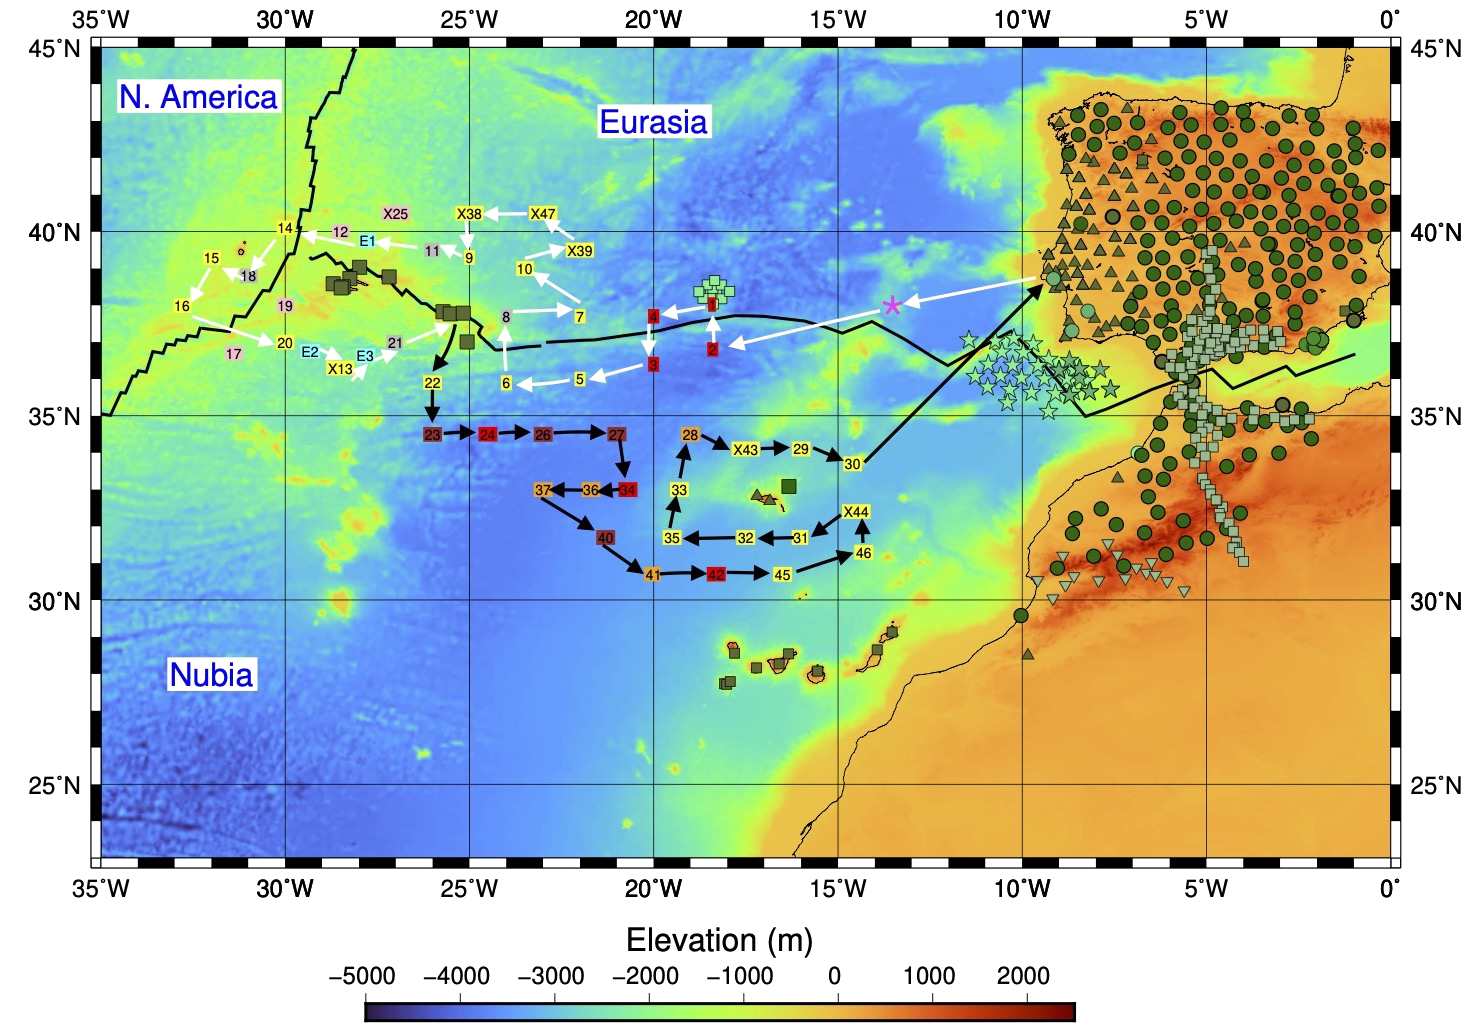 35˚W 30˚W 25˚W 20˚W 15˚W 10˚W 5˚W 0˚
45˚N 45˚N
N. America
Eurasia
X25 X38 X47
14 12 E1 11 9 X39
40˚N 40˚N
15 18 10
16 19 8 7 4 1
20 E2 E3 21 2
17 X13 3
22 6 5
35˚N 35˚N
23 24 26 27 28 X43 29 30
37 36 34 33
X44
40 35 32 31 46
41 42 45
30˚N 30˚N
Nubia
25˚N 25˚N
35˚W 30˚W 25˚W 20˚W 15˚W 10˚W 5˚W 0˚
Elevation (m)
−5000 −4000 −3000 −2000 −1000 0 1000 2000